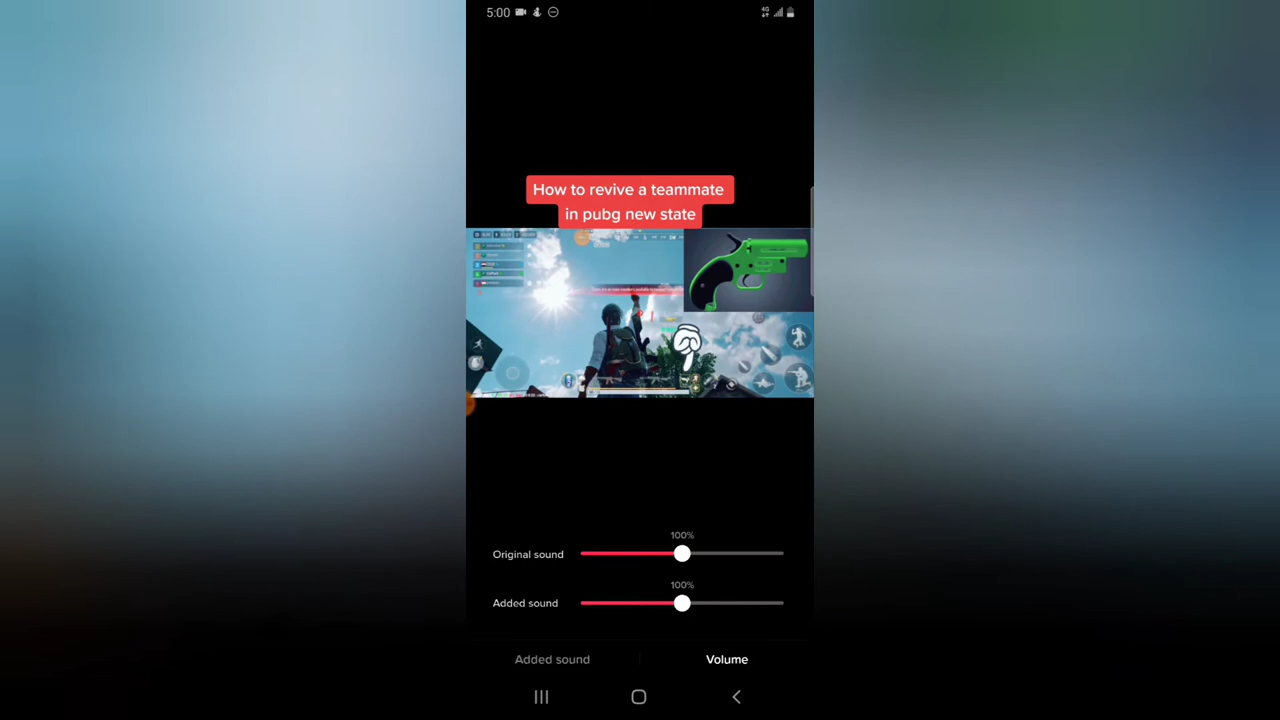 5:00
4G
How to revive a teammate
in pubg new state
100%
Original sound
100%
Added sound
Added sound
Volume